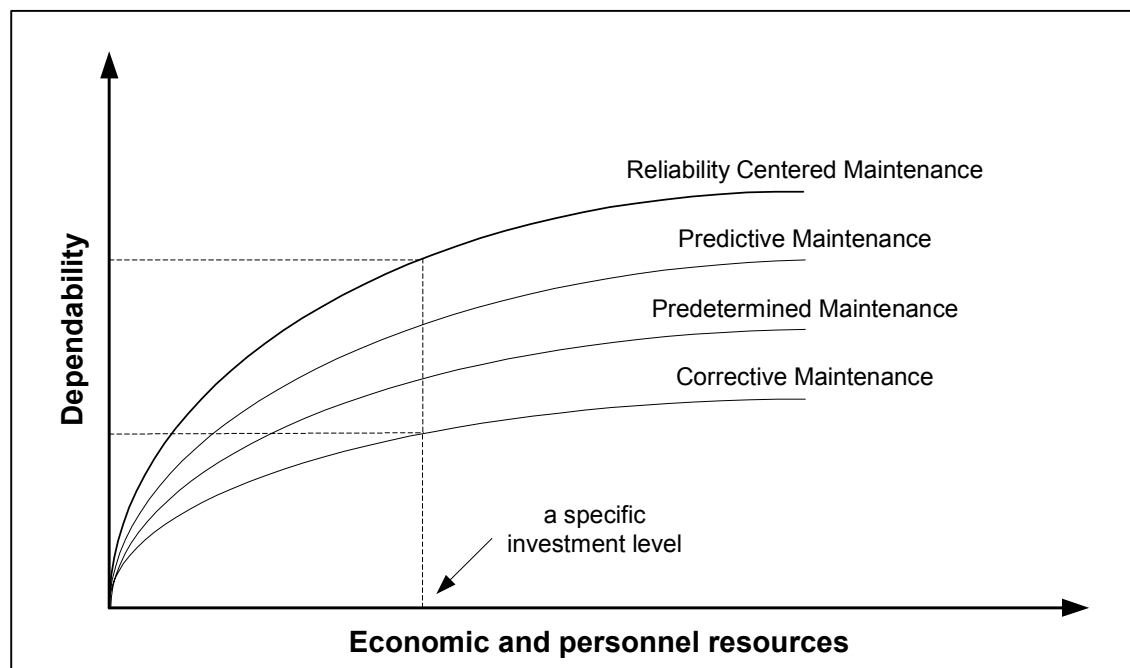 Reliability Centered Maintenance
Predictive Maintenance
Predetermined Maintenance
Corrective Maintenance
Dependability
a specific
investment level
Economic and personnel resources